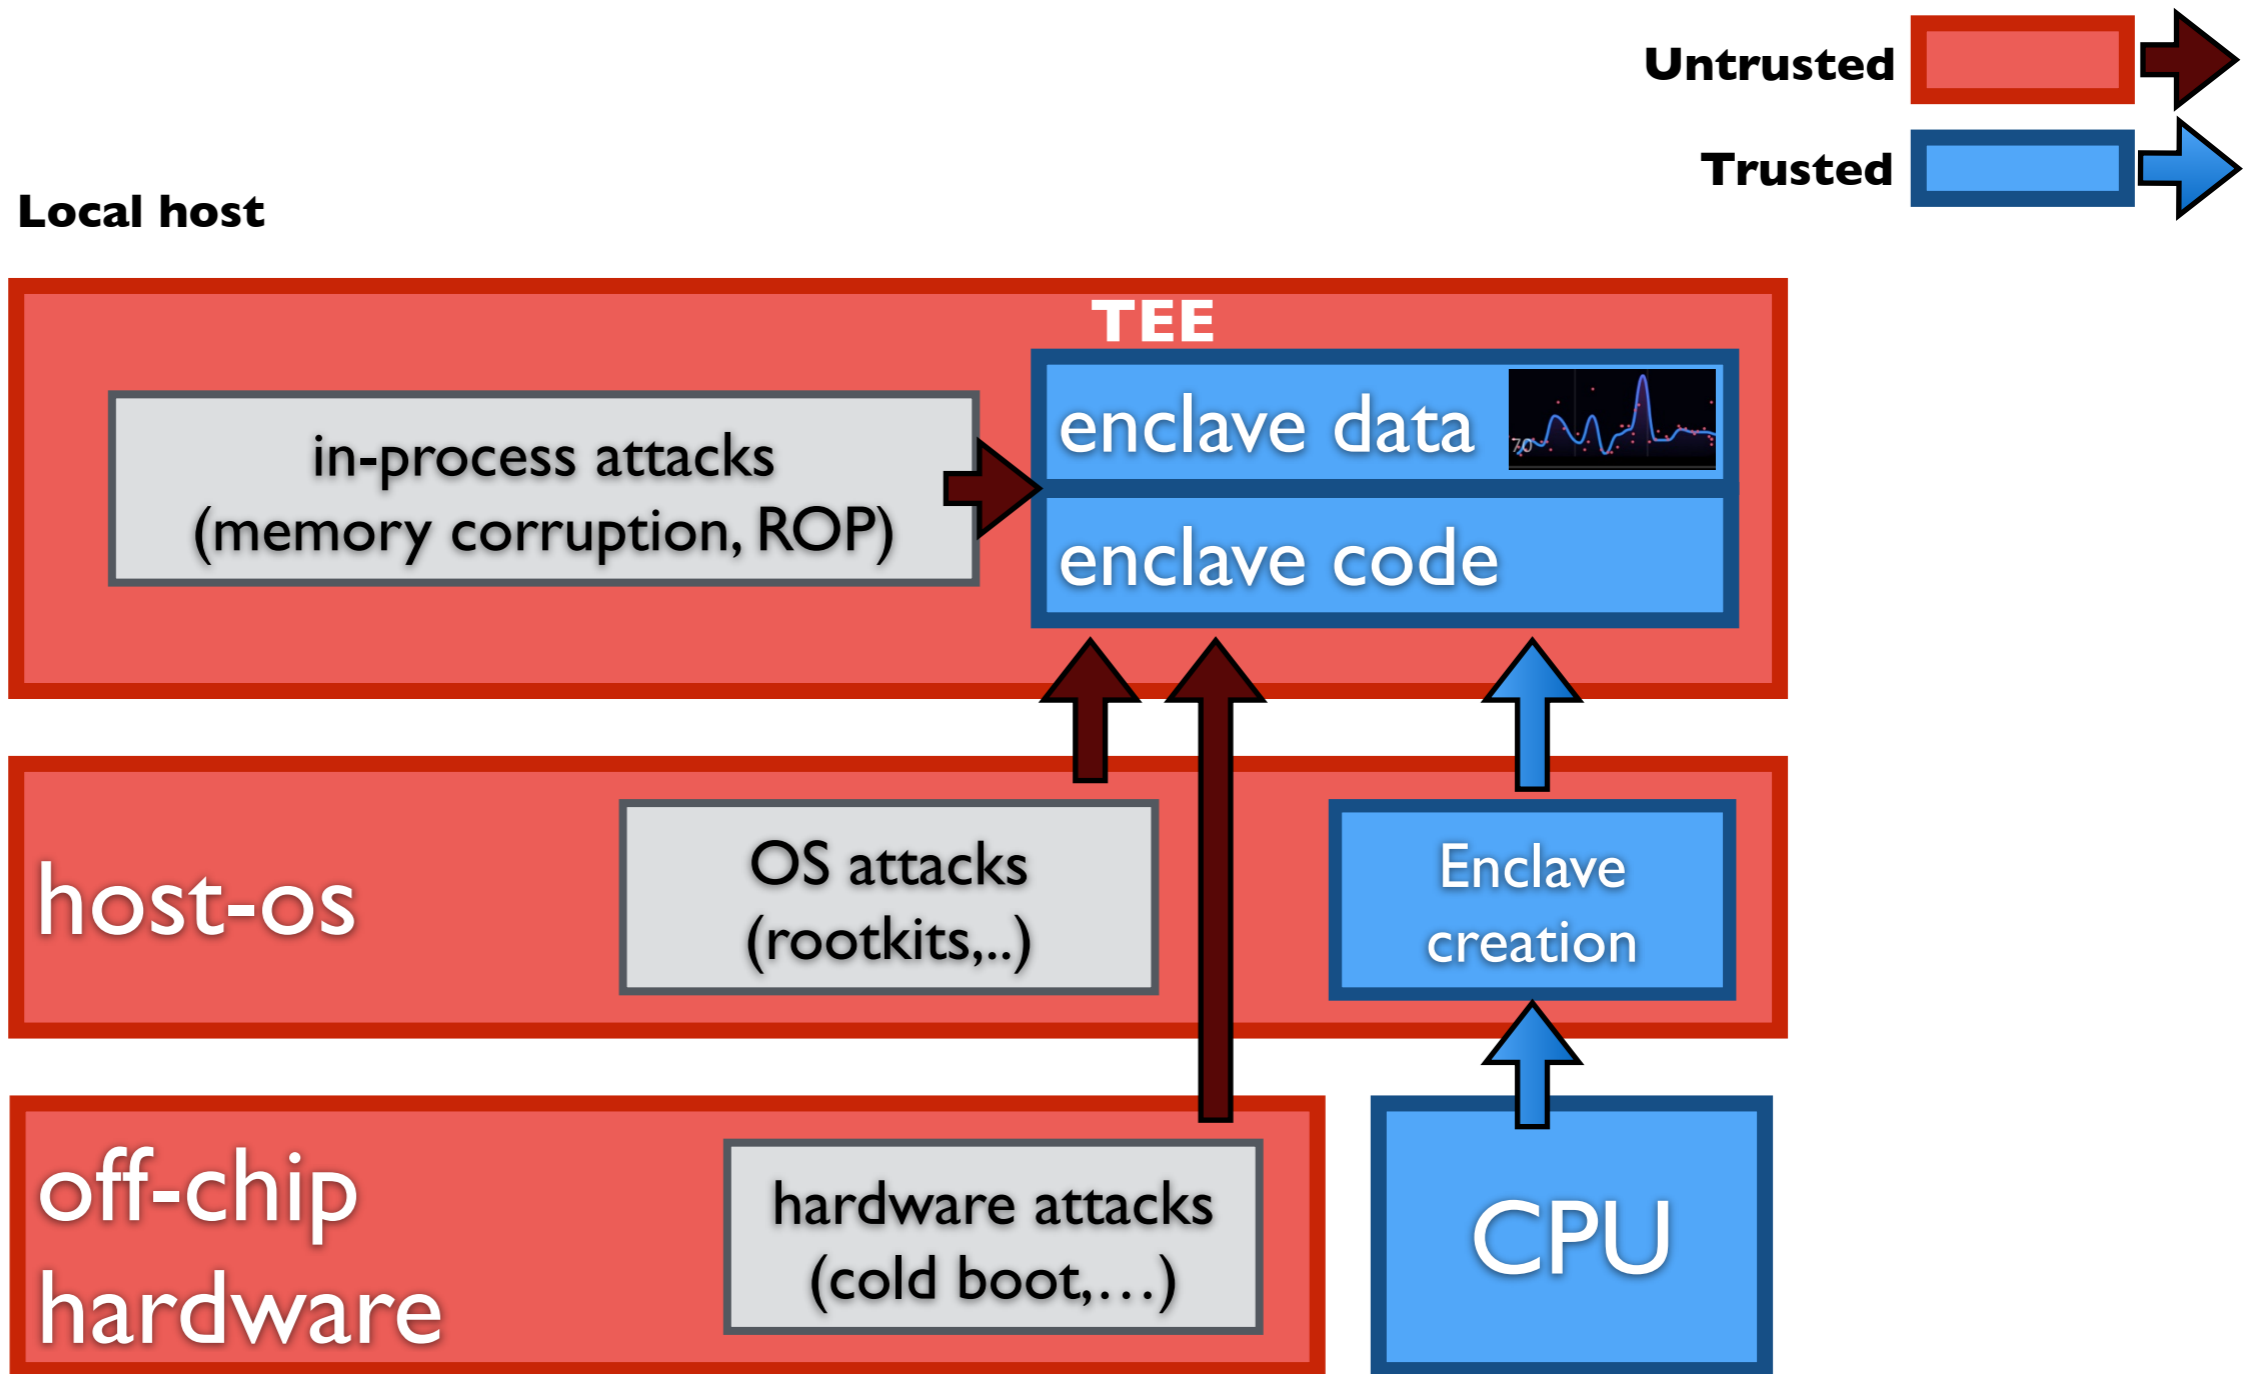 Untrusted
Trusted
Local host
TEE
in-process attacks
(memory corruption, ROP)
enclave data
70
enclave code
host-os
OS attacks
(rootkits,..)
Enclave
creation
off-chip
hardware
hardware attacks
(cold boot,...)
CPU